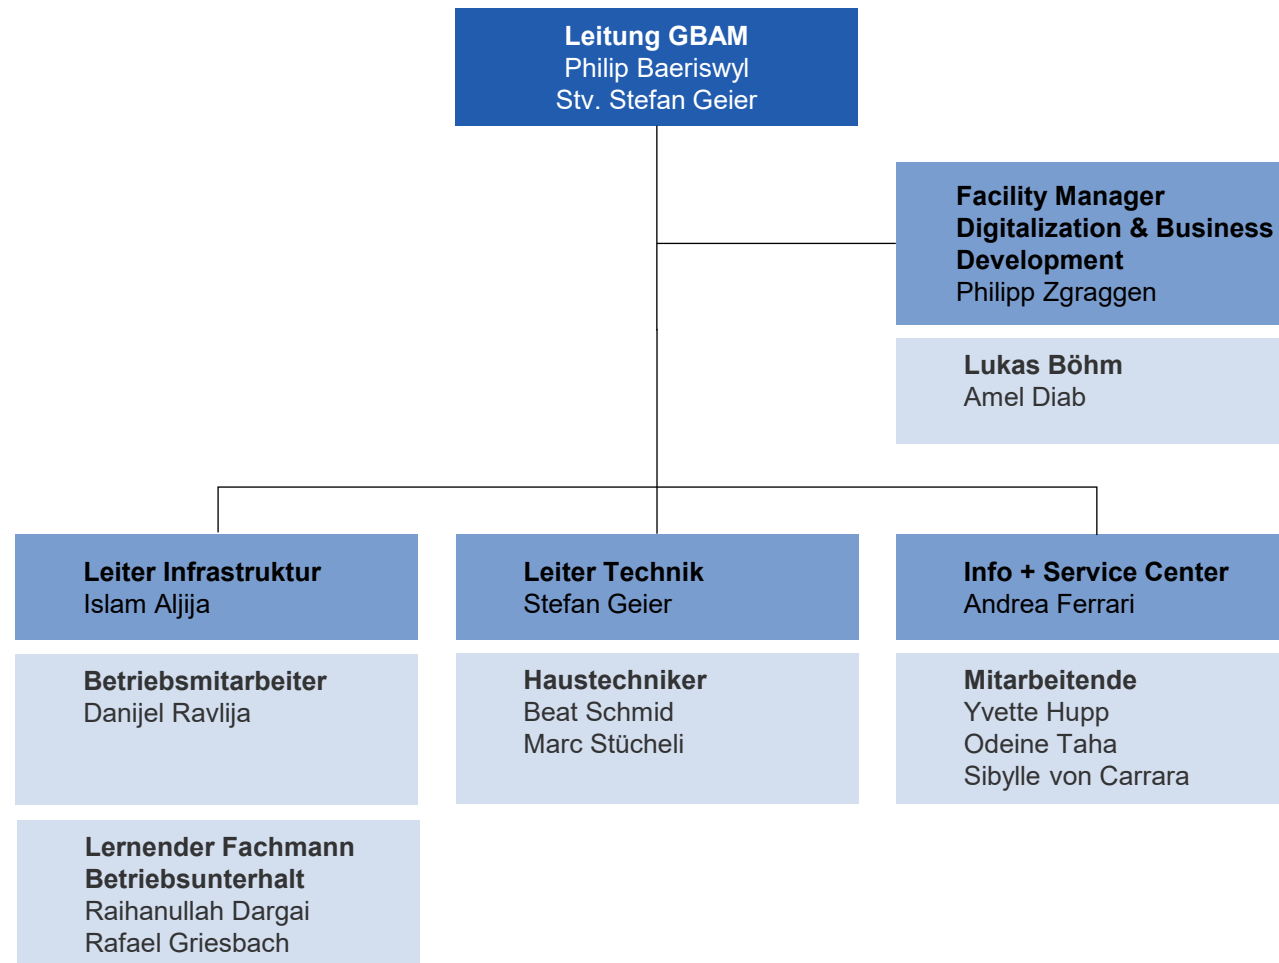 Leitung GBAM
Philip Baeriswyl
Stv. Stefan Geier
Facility Manager
Digitalization & Business
Development
Philipp Zgraggen
Lukas Böhm
Amel Diab
Leiter Infrastruktur
Islam Aljija
Betriebsmitarbeiter
Danijel Ravlija
Lernender Fachmann
Betriebsunterhalt
Raihanullah Dargai
Rafael Griesbach
Leiter Technik
Stefan Geier
Haustechniker
Beat Schmid
Marc Stücheli
Info + Service Center
Andrea Ferrari
Mitarbeitende
Yvette Hupp
Odeine Taha
Sibylle von Carrara